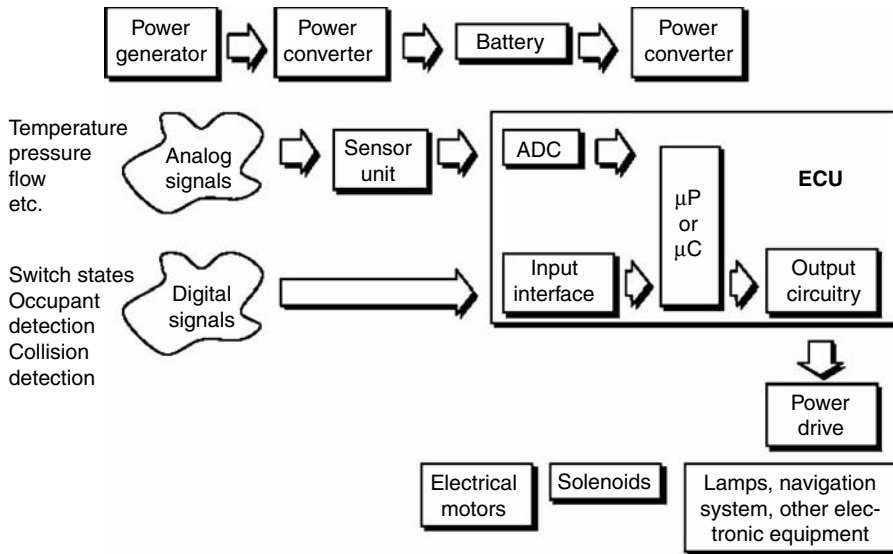 Power
generator
Power
converter
Battery
Power
converter
Temperature
pressure
flow
etc.
Analog
signals
Sensor
unit
ADC
μP
or
μC
ECU
Switch states
Occupant
detection
Collision
detection
Digital
signals
Input
interface
Output
circuitry
Power
drive
Electrical
motors
Solenoids
Lamps, navigation
system, other elec-
tronic equipment